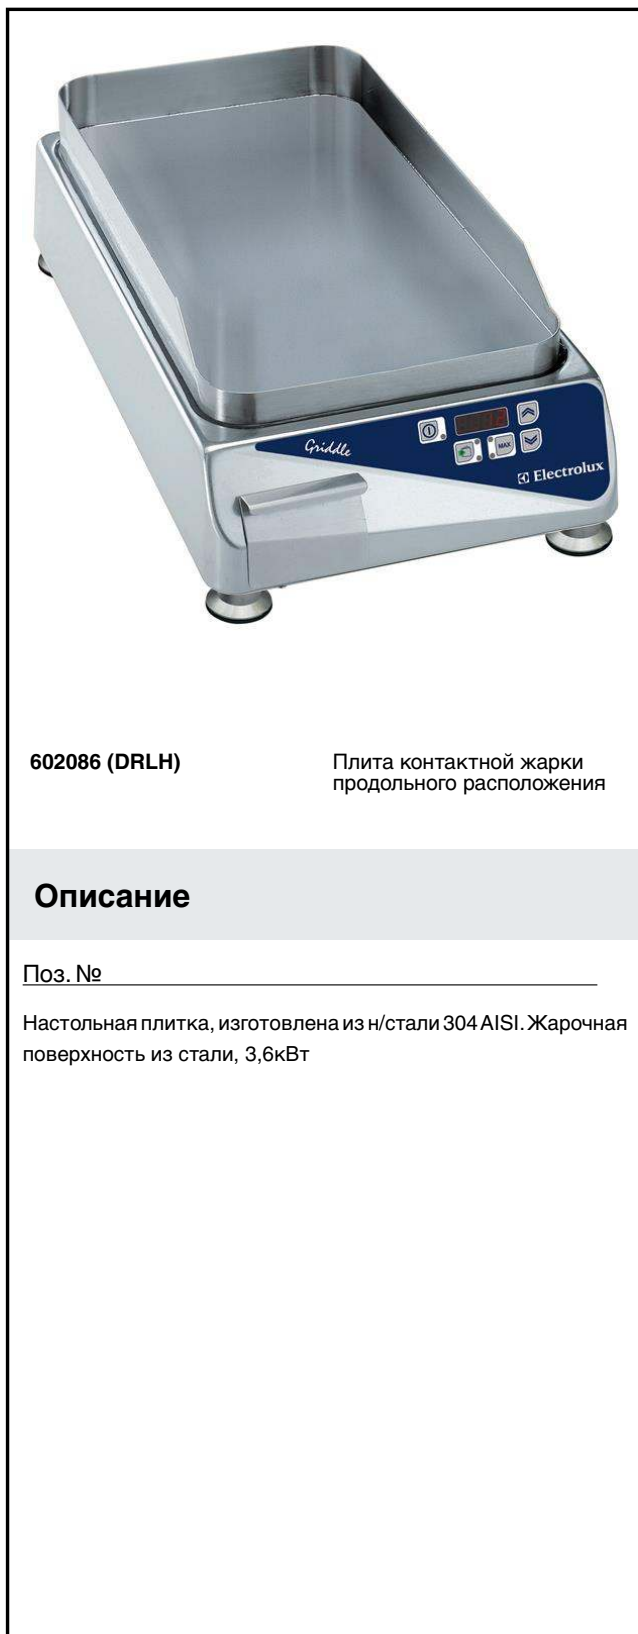 Griddle
MAX
Electrolux
602086 (DRLH)
Плита контактной жарки
продольного расположения
Описание
Поз. №
Настольная плитка, изготовлена из н/стали 304 AISI. Жарочная
поверхность из стали, 3,6кВт